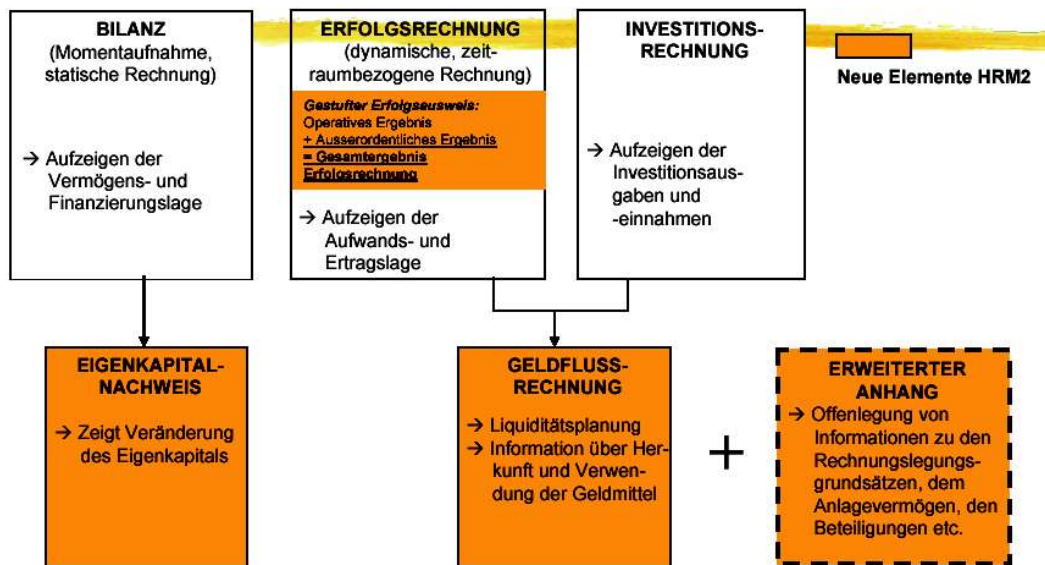 BILANZ
(Momentaufnahme,
statische Rechnung)
→ Aufzeigen der
Vermögens- und
Finanzierungslage
ERFOLGSRECHNUNG
(dynamische, zeit-
raumbezogene Rechnung)
Gestufter Erfolgsausweis:
Operatives Ergebnis
+ Ausserordentliches Ergebnis
= Gesamtergebnis
Erfolgsrechnung
→ Aufzeigen der
Aufwands- und
Ertragslage
INVESTITIONS-
RECHNUNG
→ Aufzeigen der
Investitionsaus-
gaben und
-einnahmen
Neue Elemente HRM2
EIGENKAPITAL-
NACHWEIS
→ Zeigt Veränderung
des Eigenkapitals
GELDFLUSS-
RECHNUNG
→ Liquiditätsplanung
→ Information über Her-
kunft und Verwen-
dung der Geldmittel
+
ERWEITERTER
ANHANG
→ Offenlegung von
Informationen zu den
Rechnungslegungs-
grundsätzen, dem
Anlagevermögen, den
Beteiligungen etc.